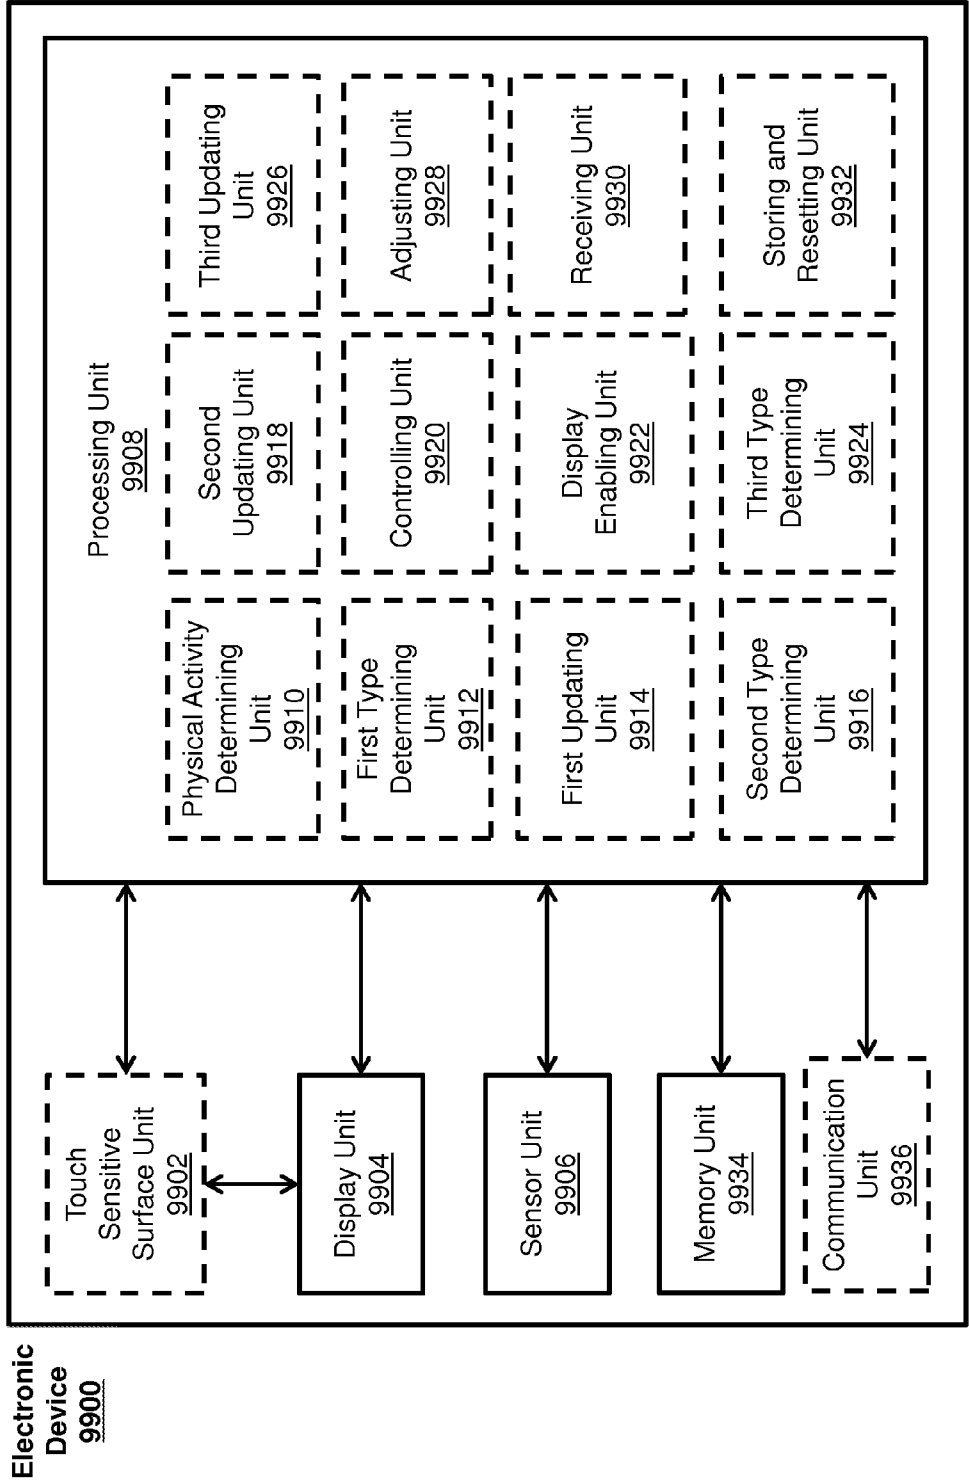 Electronic
Device
9900
Touch
Sensitive
Surface Unit
9902
Display Unit
9904
Sensor Unit
9906
Memory Unit
9934
Communication
Unit
9936
Processing Unit
9908
Physical Activity
Determining
Unit
9910
Second
Updating Unit
9918
Third Updating
Unit
9926
First Type
Determining
Unit
9912
Controlling Unit
9920
Adjusting Unit
9928
First Updating
Unit
9914
Display
Enabling Unit
9922
Receiving Unit
9930
Second Type
Determining
Unit
9916
Third Type
Determining
Unit
9924
Storing and
Resetting Unit
9932